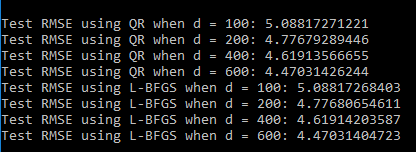 Test RMSE using QR when d = 100: 5.08817271221
Test RMSE using QR when d = 200: 4.77679289446
Test RMSE using QR when d = 400: 4.61913566655
Test RMSE using QR when d = 600: 4.47031426244
Test RMSE using L-BFGS when d = 100: 5.08817268403
Test RMSE using L-BFGS when d = 200: 4.77680654611
Test RMSE using L-BFGS when d = 400: 4.61914203587
Test RMSE using L-BFGS when d = 600: 4.47031404723